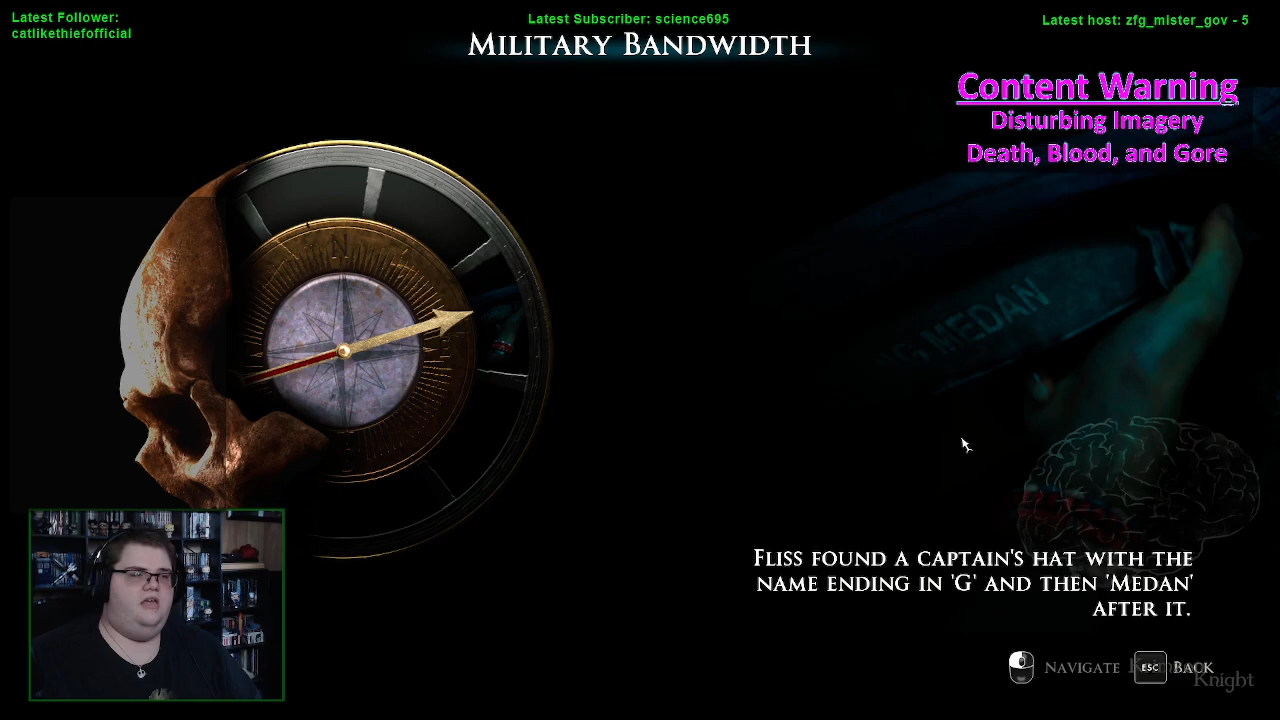 Latest Follower:
catlikethiefofficial
Latest Subscriber: science695
Latest host: zfg_mister_gov - 5
Military Bandwidth
Content Warning
Disturbing Imagery
Death, Blood, and Gore
N
G MEDAN
Fliss found a captain's hat with the
name ending in 'G' and then 'Medan'
after it.
Navigate
ESC
Back
Knight